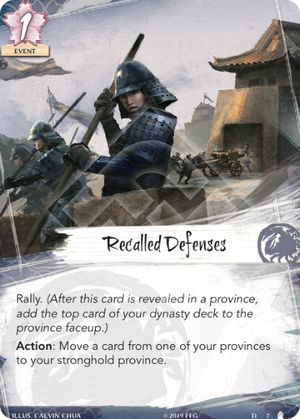 1
EVENT
Recalled Defenses
Rally. (After this card is revealed in a province,
add the top card of your dynasty deck to the
province faceup.)
Action: Move a card from one of your provinces
to your stronghold province.
ILLUS. CALVIN CHUA © 2019 FFG D ?